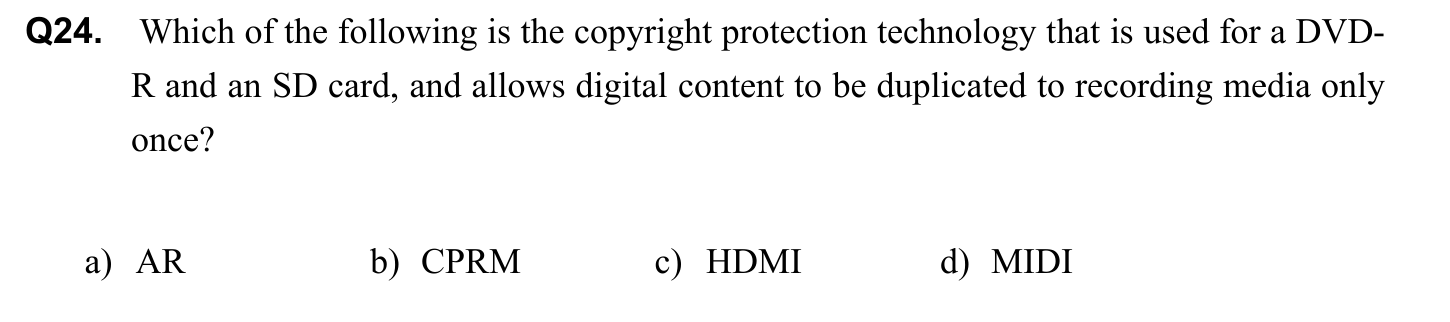 Q24. Which of the following is the copyright protection technology that is used for a DVD-
R and an SD card, and allows digital content to be duplicated to recording media only
once?
a) AR b) CPRM c) HDMI d) MIDI